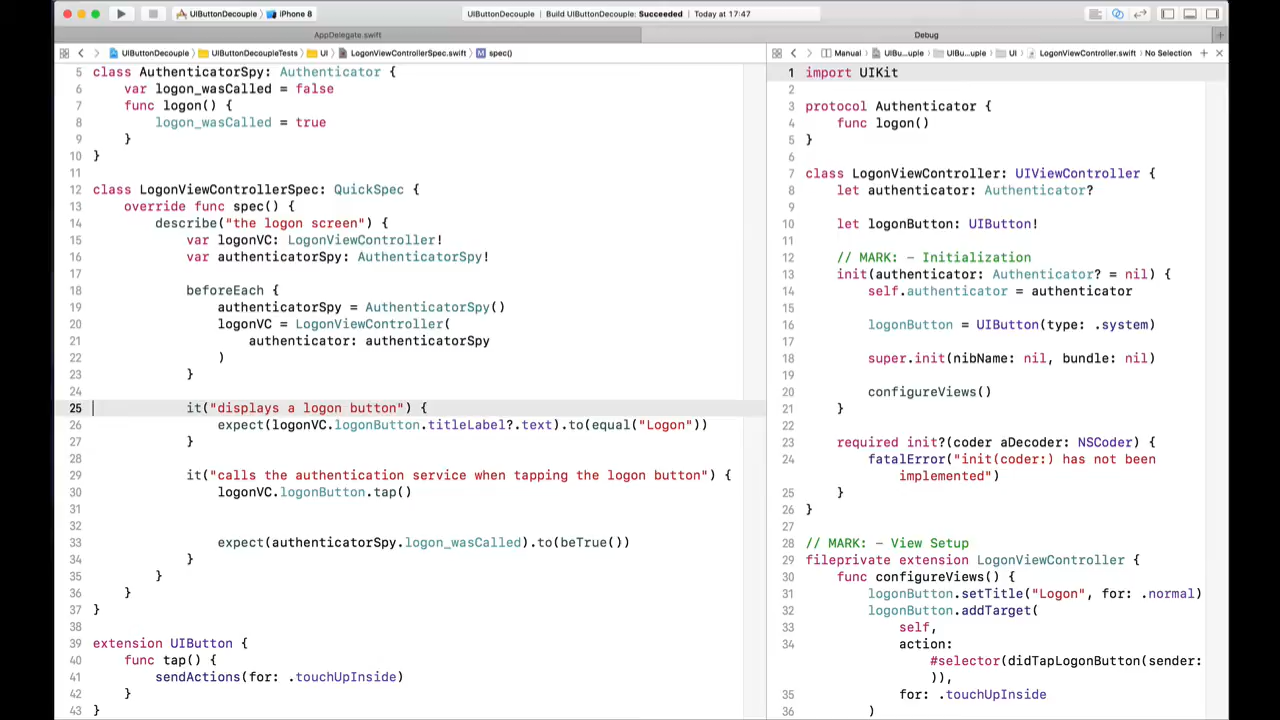 UIButtonDecouple › iPhone 8
UIButtonDecouple | Build UIButtonDecouple: Succeeded | Today at 17:47
AppDelegate.swift
Debug
UIButtonDecouple › UIButtonDecoupleTests › UI › LogonViewControllerSpec.swift › M spec()
Manual › UIBu...uple › UIBu...uple › UI › LogonViewController.swift › No Selection
5 class AuthenticatorSpy: Authenticator {
6 var logon_wasCalled = false
7 func logon() {
8 logon_wasCalled = true
9 }
10 }
11
12 class LogonViewControllerSpec: QuickSpec {
13 override func spec() {
14 describe("the logon screen") {
15 var logonVC: LogonViewController!
16 var authenticatorSpy: AuthenticatorSpy!
17
18 beforeEach {
19 authenticatorSpy = AuthenticatorSpy()
20 logonVC = LogonViewController(
21 authenticator: authenticatorSpy
22 )
23 }
24
25 it("displays a logon button") {
26 expect(logonVC.logonButton.titleLabel?.text).to(equal("Logon"))
27 }
28
29 it("calls the authentication service when tapping the logon button") {
30 logonVC.logonButton.tap()
31
32
33 expect(authenticatorSpy.logon_wasCalled).to(beTrue())
34 }
35 }
36 }
37 }
38
39 extension UIButton {
40 func tap() {
41 sendActions(for: .touchUpInside)
42 }
43 }
1 import UIKit
2
3 protocol Authenticator {
4 func logon()
5 }
6
7 class LogonViewController: UIViewController {
8 let authenticator: Authenticator?
9
10 let logonButton: UIButton!
11
12 // MARK: - Initialization
13 init(authenticator: Authenticator? = nil) {
14 self.authenticator = authenticator
15
16 logonButton = UIButton(type: .system)
17
18 super.init(nibName: nil, bundle: nil)
19
20 configureViews()
21 }
22
23 required init?(coder aDecoder: NSCoder) {
24 fatalError("init(coder:) has not been
implemented")
25 }
26 }
27
28 // MARK: - View Setup
29 fileprivate extension LogonViewController {
30 func configureViews() {
31 logonButton.setTitle("Logon", for: .normal)
32 logonButton.addTarget(
33 self,
34 action:
#selector(didTapLogonButton(sender:
)),
35 for: .touchUpInside
36 )